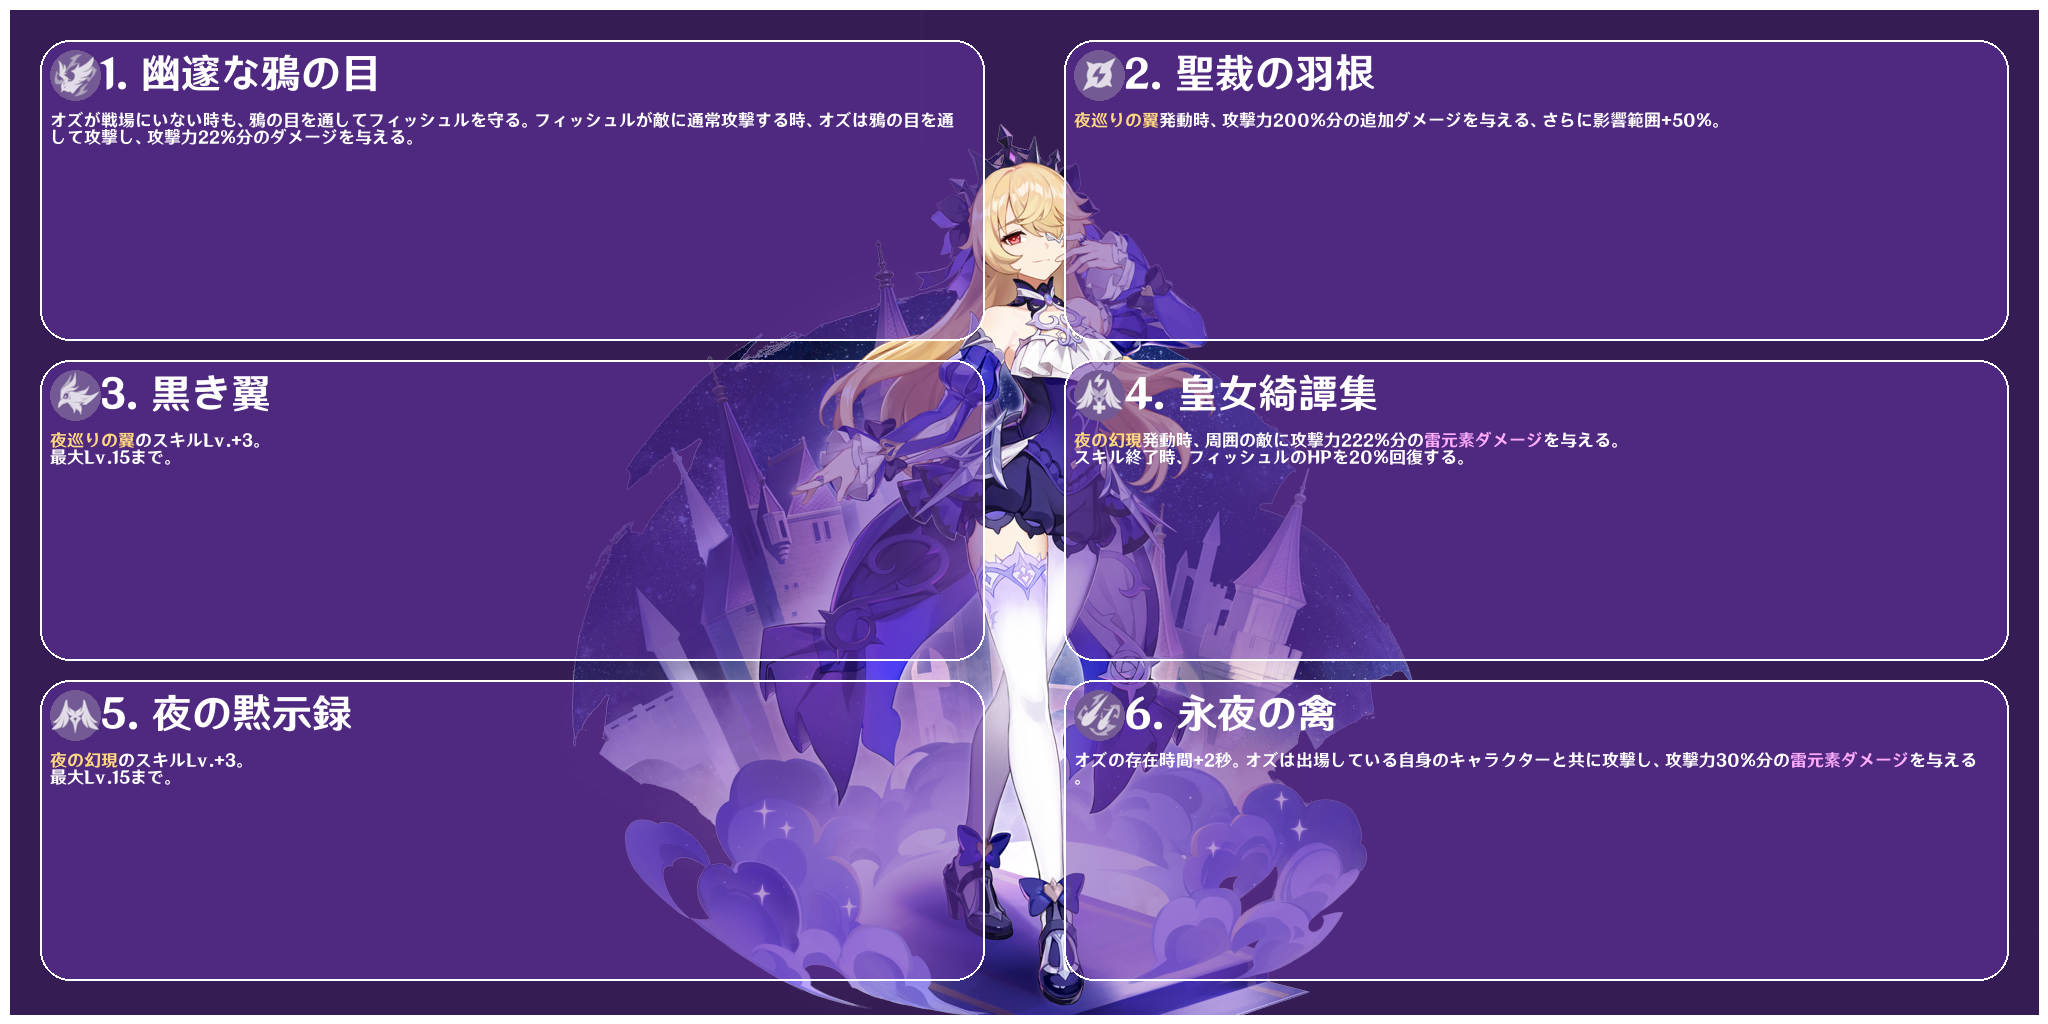 1. 幽邃な鴉の目
オズが戦場にいない時も、鴉の目を通してフィッシュルを守る。フィッシュルが敵に通常攻撃する時、オズは鴉の目を通
して攻撃し、攻撃力22%分のダメージを与える。
2. 聖裁の羽根
夜巡りの翼発動時、攻撃力200%分の追加ダメージを与える、さらに影響範囲+50%。
3. 黒き翼
夜巡りの翼のスキルLv.+3。
最大Lv.15まで。
4. 皇女綺譚集
夜の幻現発動時、周囲の敵に攻撃力222%分の雷元素ダメージを与える。
スキル終了時、フィッシュルのHPを20%回復する。
5. 夜の黙示録
夜の幻現のスキルLv.+3。
最大Lv.15まで。
6. 永夜の禽
オズの存在時間+2秒。オズは出場している自身のキャラクターと共に攻撃し、攻撃力30%分の雷元素ダメージを与える
。